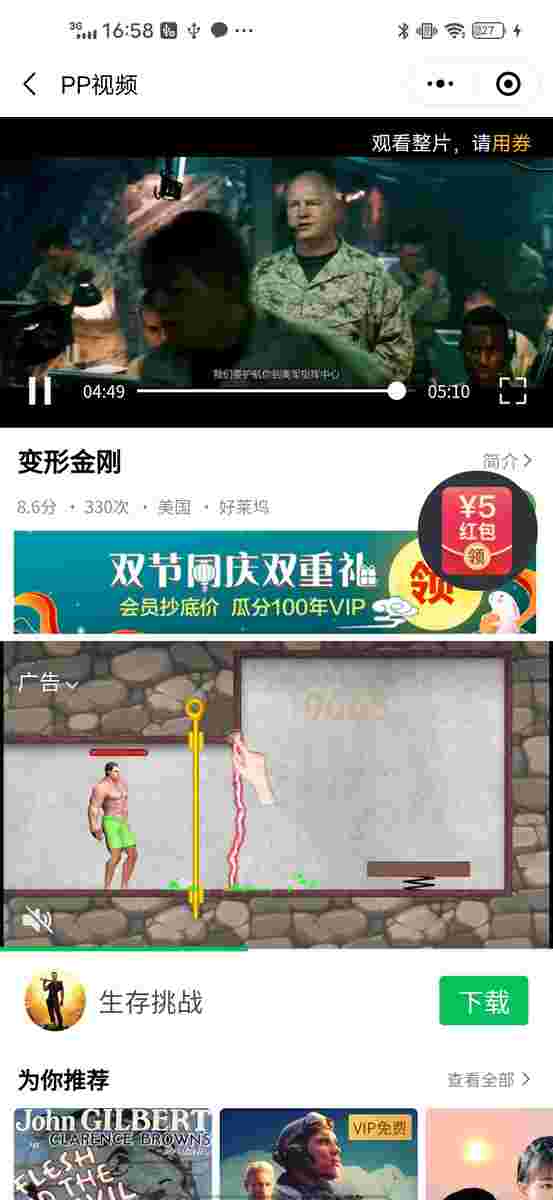 3G 16:58 27
PP视频
观看整片，请用券
我们要护航你到美军指挥中心
04:49 05:10
变形金刚 简介
8.6分 · 330次 · 美国 · 好莱坞
¥5
红包
领
双节同庆双重礼
会员抄底价 瓜分100年VIP
领
广告
生存挑战 下载
为你推荐 查看全部
John GILBERT
CLARENCE BROWN'S
FLESH
AND THE
DEVIL
VIP免费